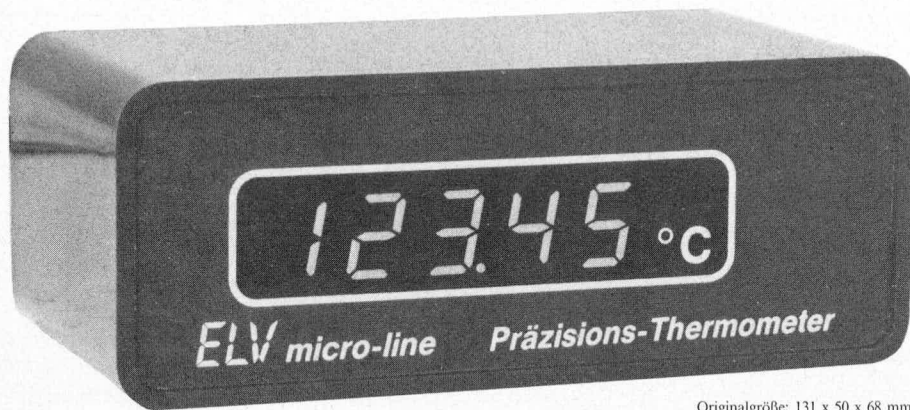 123.45 °C
ELV micro-line Präzisions-Thermometer
Originalgröße: 131 x 50 x 68 mm